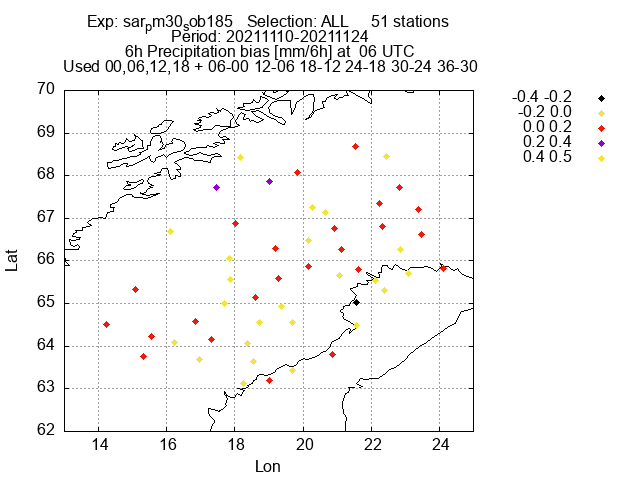 Exp: sarpm30sob185 Selection: ALL 51 stations
Period: 20211110-20211124
6h Precipitation bias [mm/6h] at 06 UTC
Used 00,06,12,18 + 06-00 12-06 18-12 24-18 30-24 36-30
-0.4 -0.2
-0.2 0.0
0.0 0.2
0.2 0.4
0.4 0.5
70
69
68
67
66
65
64
63
62
Lat
14 16 18 20 22 24
Lon